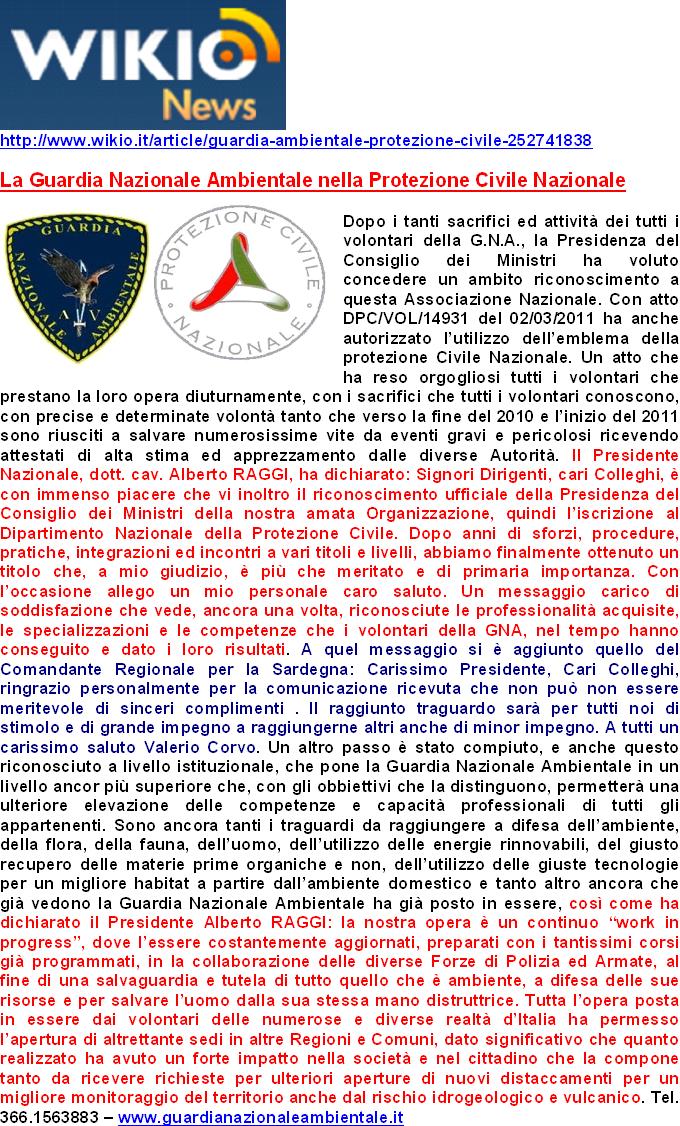 WIKIO
News
http://www.wikio.it/article/guardia-ambientale-protezione-civile-252741838
La Guardia Nazionale Ambientale nella Protezione Civile Nazionale
GUARDIA
NAZIONALE
AMBIENTALE
A V
PROTEZIONE CIVILE
NAZIONALE
Dopo i tanti sacrifici ed attività dei tutti i
volontari della G.N.A., la Presidenza del
Consiglio dei Ministri ha voluto
concedere un ambito riconoscimento a
questa Associazione Nazionale. Con atto
DPC/VOL/14931 del 02/03/2011 ha anche
autorizzato l'utilizzo dell'emblema della
protezione Civile Nazionale. Un atto che
ha reso orgogliosi tutti i volontari che
prestano la loro opera diuturnamente, con i sacrifici che tutti i volontari conoscono,
con precise e determinate volontà tanto che verso la fine del 2010 e l'inizio del 2011
sono riusciti a salvare numerosissime vite da eventi gravi e pericolosi ricevendo
attestati di alta stima ed apprezzamento dalle diverse Autorità. Il Presidente
Nazionale, dott. cav. Alberto RAGGI, ha dichiarato: Signori Dirigenti, cari Colleghi, è
con immenso piacere che vi inoltro il riconoscimento ufficiale della Presidenza del
Consiglio dei Ministri della nostra amata Organizzazione, quindi l'iscrizione al
Dipartimento Nazionale della Protezione Civile. Dopo anni di sforzi, procedure,
pratiche, integrazioni ed incontri a vari titoli e livelli, abbiamo finalmente ottenuto un
titolo che, a mio giudizio, è più che meritato e di primaria importanza. Con
l'occasione allego un mio personale caro saluto. Un messaggio carico di
soddisfazione che vede, ancora una volta, riconosciute le professionalità acquisite,
le specializzazioni e le competenze che i volontari della GNA, nel tempo hanno
conseguito e dato i loro risultati. A quel messaggio si è aggiunto quello del
Comandante Regionale per la Sardegna: Carissimo Presidente, Cari Colleghi,
ringrazio personalmente per la comunicazione ricevuta che non può non essere
meritevole di sinceri complimenti . Il raggiunto traguardo sarà per tutti noi di
stimolo e di grande impegno a raggiungerne altri anche di minor impegno. A tutti un
carissimo saluto Valerio Corvo. Un altro passo è stato compiuto, e anche questo
riconosciuto a livello istituzionale, che pone la Guardia Nazionale Ambientale in un
livello ancor più superiore che, con gli obbiettivi che la distinguono, permetterà una
ulteriore elevazione delle competenze e capacità professionali di tutti gli
appartenenti. Sono ancora tanti i traguardi da raggiungere a difesa dell'ambiente,
della flora, della fauna, dell'uomo, dell'utilizzo delle energie rinnovabili, del giusto
recupero delle materie prime organiche e non, dell'utilizzo delle giuste tecnologie
per un migliore habitat a partire dall'ambiente domestico e tanto altro ancora che
già vedono la Guardia Nazionale Ambientale ha già posto in essere, così come ha
dichiarato il Presidente Alberto RAGGI: la nostra opera è un continuo “work in
progress”, dove l'essere costantemente aggiornati, preparati con i tantissimi corsi
già programmati, in la collaborazione delle diverse Forze di Polizia ed Armate, al
fine di una salvaguardia e tutela di tutto quello che è ambiente, a difesa delle sue
risorse e per salvare l'uomo dalla sua stessa mano distruttrice. Tutta l'opera posta
in essere dai volontari delle numerose e diverse realtà d'Italia ha permesso
l'apertura di altrettante sedi in altre Regioni e Comuni, dato significativo che quanto
realizzato ha avuto un forte impatto nella società e nel cittadino che la compone
tanto da ricevere richieste per ulteriori aperture di nuovi distaccamenti per un
migliore monitoraggio del territorio anche dal rischio idrogeologico e vulcanico. Tel.
366.1563883 – www.guardianazionaleambientale.it